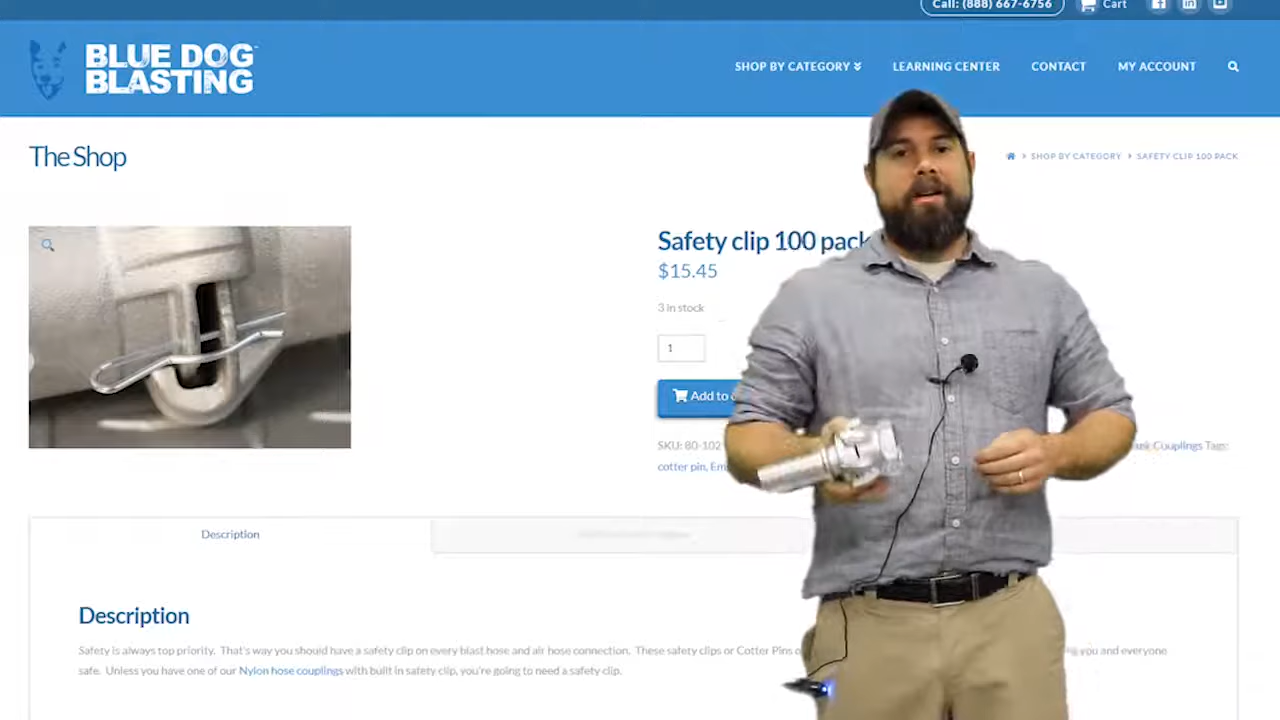 Call: (888) 667-6756
Cart
BLUE DOG
BLASTING
SHOP BY CATEGORY
LEARNING CENTER
CONTACT
MY ACCOUNT
The Shop
SHOP BY CATEGORY
SAFETY CLIP 100 PACK
Safety clip 100 pack
$15.45
3 in stock
1
Add to
SKU: 80-102
Couplings Tags:
cotter pin,
Description
Description
Safety is always top priority. That's way you should have a safety clip on every blast hose and air hose connection. These safety clips or Cotter Pins
you and everyone
safe. Unless you have one of our Nylon hose couplings with built in safety clip, you're going to need a safety clip.